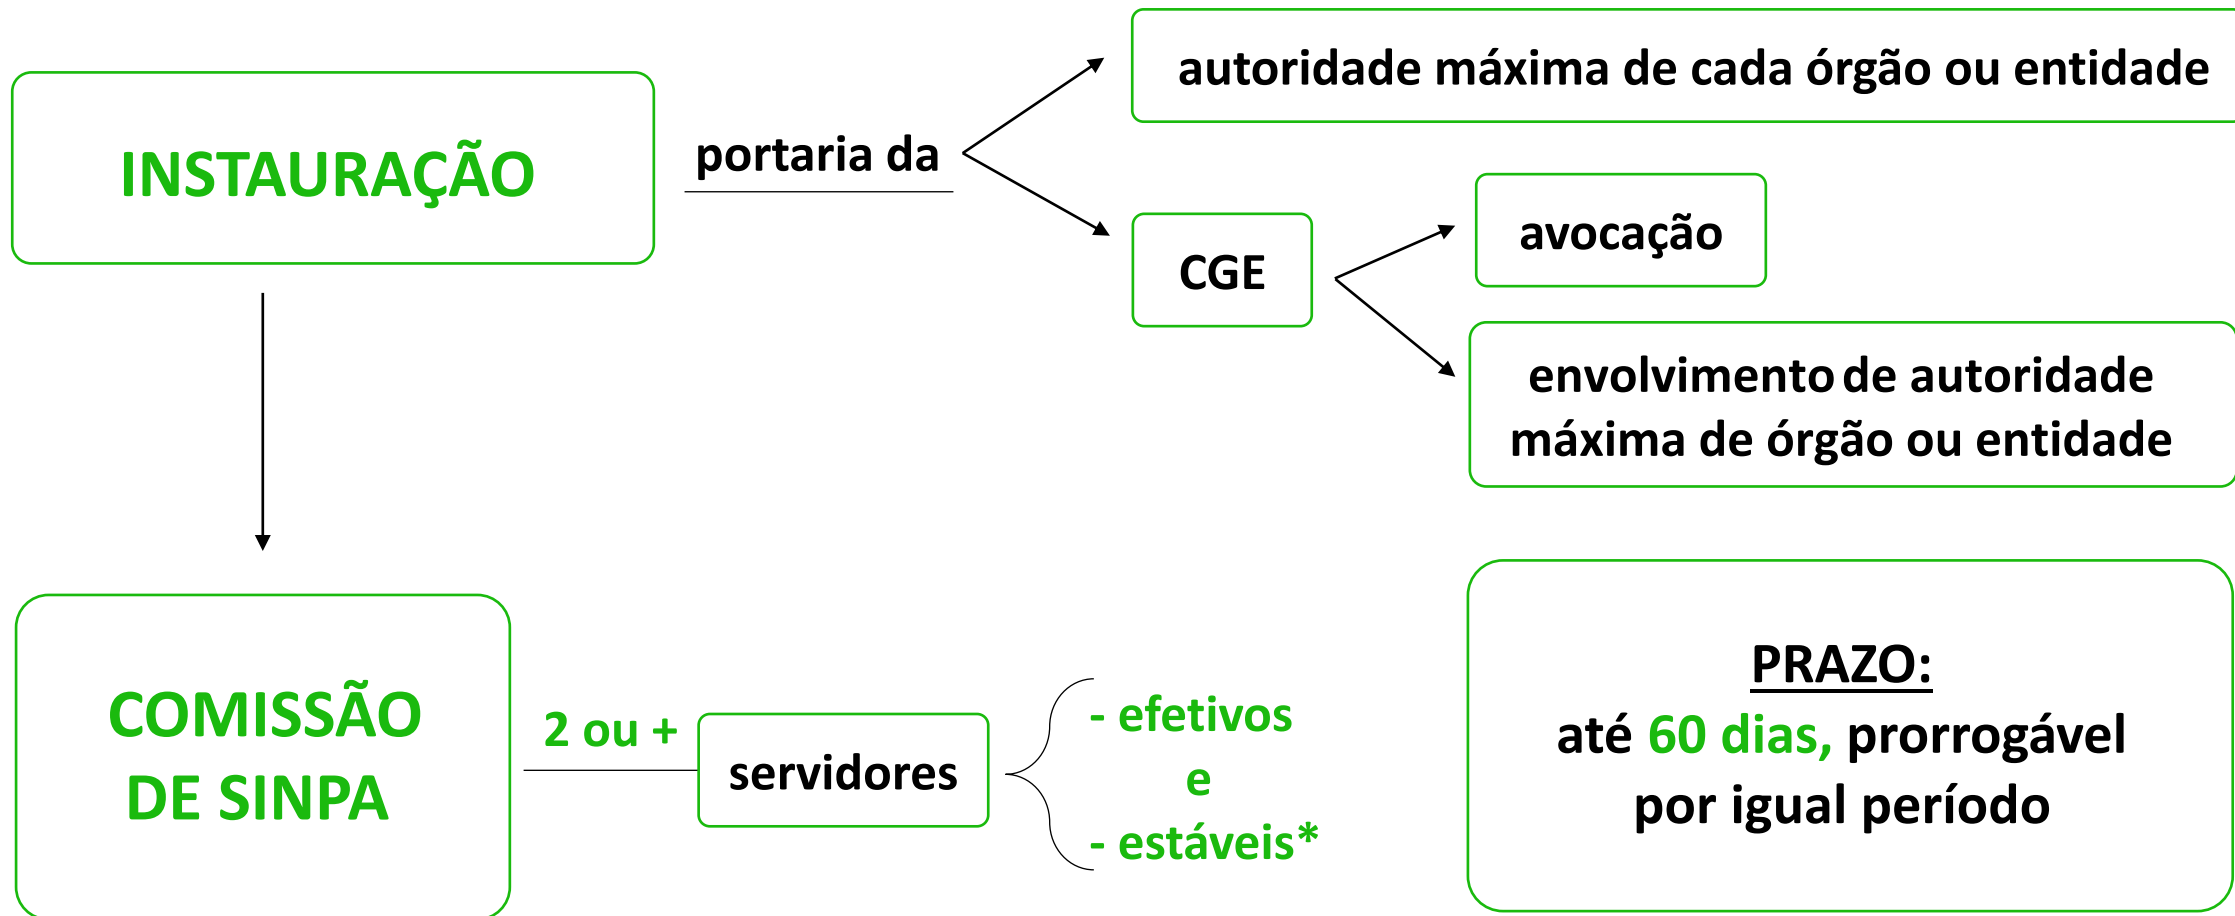 autoridade máxima de cada órgão ou entidade
INSTAURAÇÃO
portaria da
CGE
avocação
envolvimento de autoridade
máxima de órgão ou entidade
COMISSÃO
DE SINPA
2 ou +
servidores
- efetivos
e
- estáveis*
PRAZO:
até 60 dias, prorrogável
por igual período